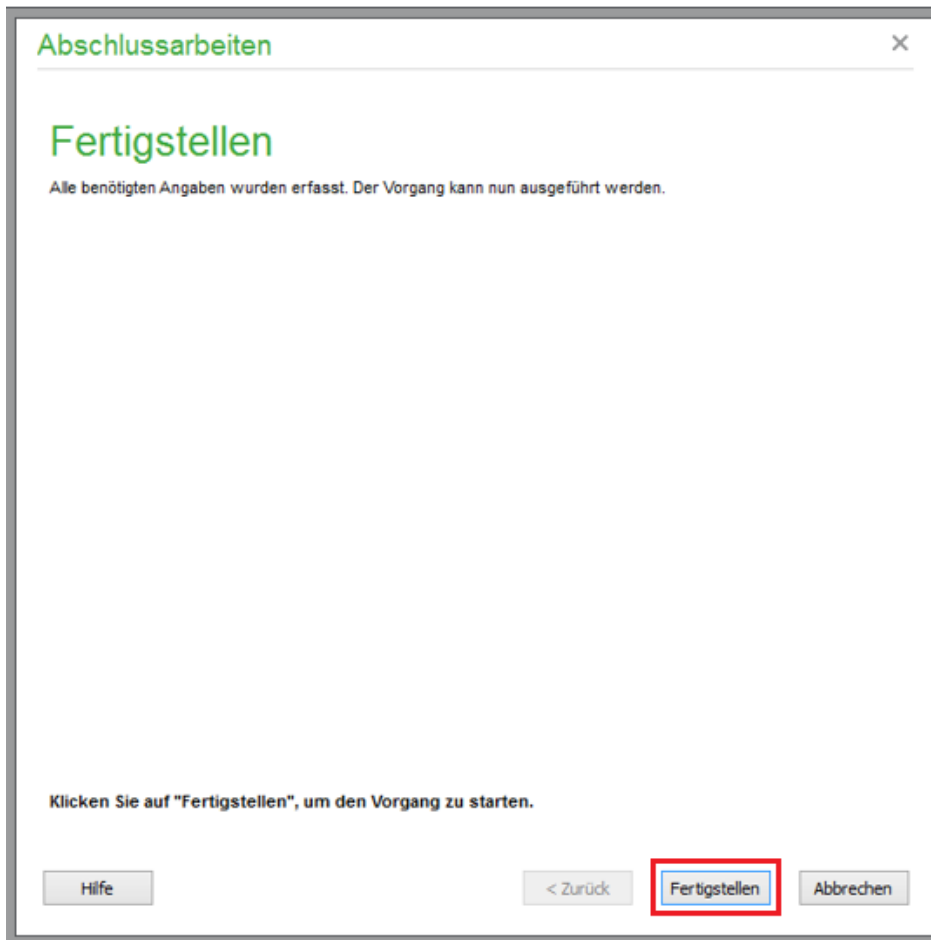 Abschlussarbeiten
Fertigstellen
Alle benötigten Angaben wurden erfasst. Der Vorgang kann nun ausgeführt werden.
Klicken Sie auf "Fertigstellen", um den Vorgang zu starten.
Hilfe
< Zurück
Fertigstellen
Abbrechen